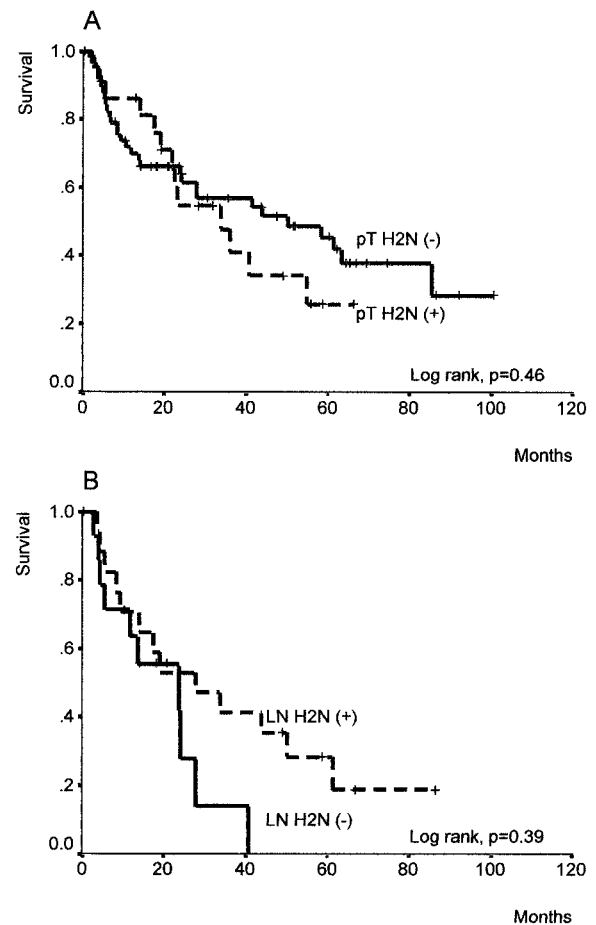 A
Survival
1.0
.8
.6
.4
.2
0.0
pT H2N (-)
pT H2N (+)
Log rank, p=0.46
0 20 40 60 80 100 120
Months
B
Survival
1.0
.8
.6
.4
.2
0.0
LN H2N (+)
LN H2N (-)
Log rank, p=0.39
0 20 40 60 80 100 120
Months